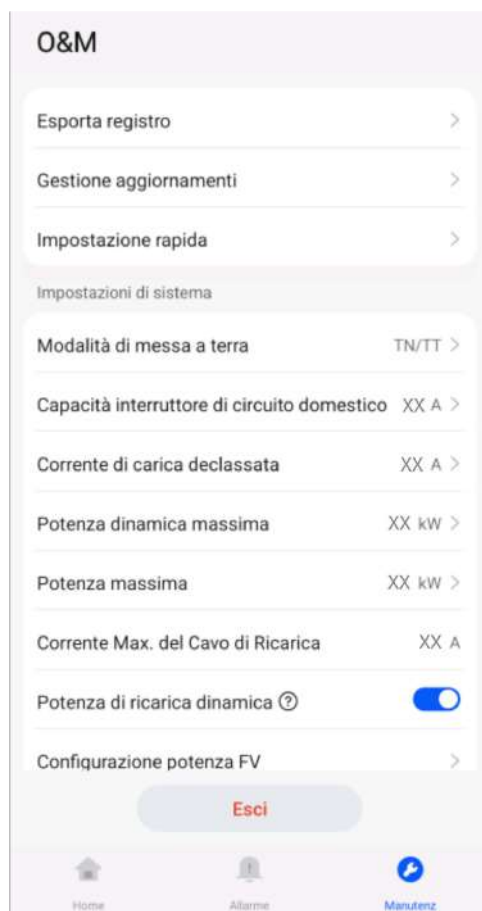 O&M
Esporta registro
Gestione aggiornamenti
Impostazione rapida
Impostazioni di sistema
Modalità di messa a terra TN/TT
Capacità interruttore di circuito domestico XX A
Corrente di carica declassata XX A
Potenza dinamica massima XX kW
Potenza massima XX kW
Corrente Max. del Cavo di Ricarica XX A
Potenza di ricarica dinamica ?
Configurazione potenza FV
Esci
Home Allarme Manutenz